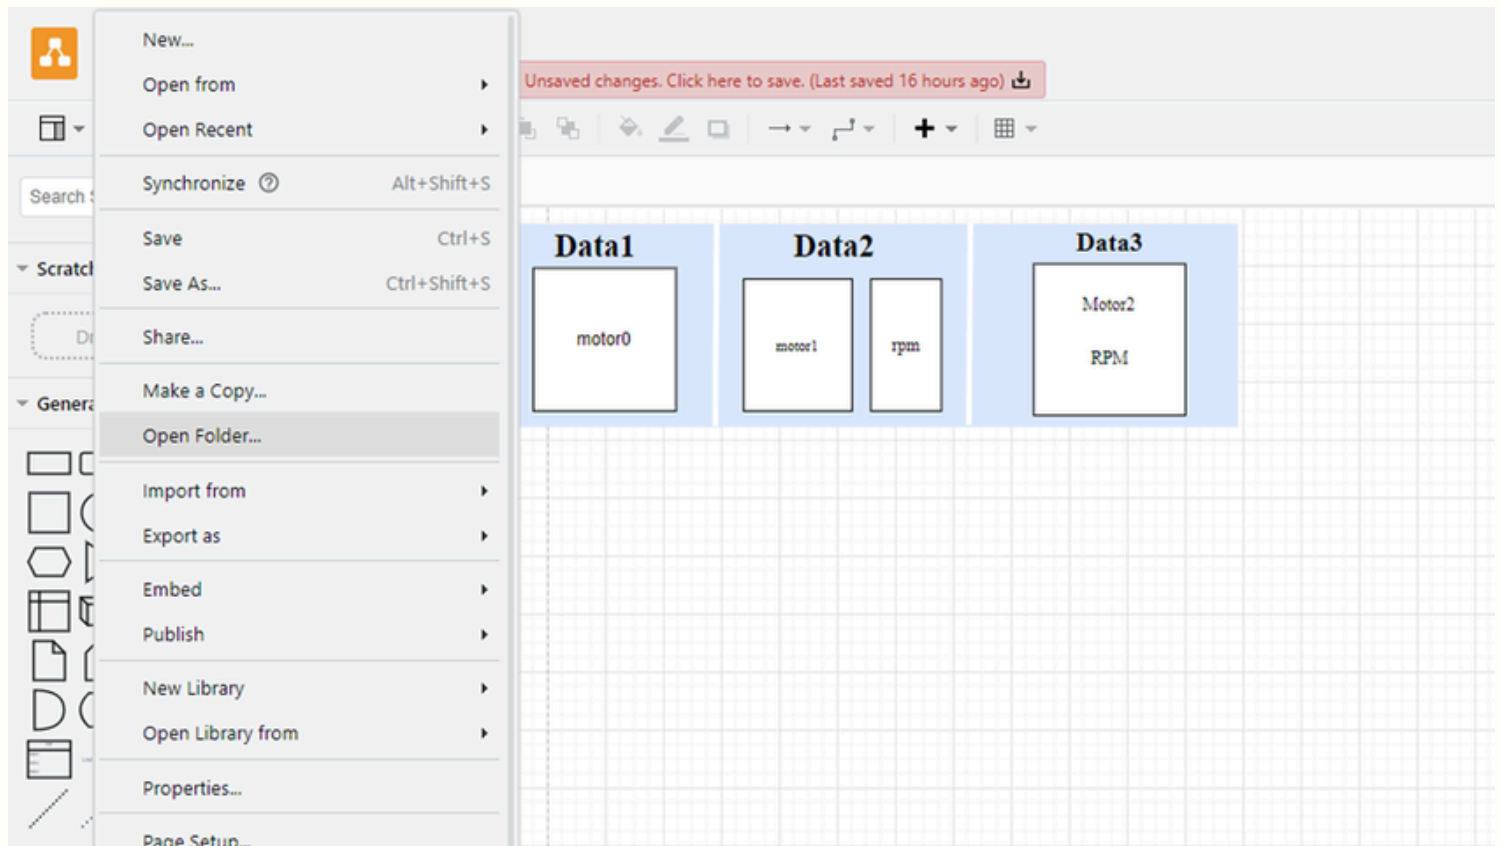 New...
Open from
Open Recent
Synchronize Alt+Shift+S
Save Ctrl+S
Save As... Ctrl+Shift+S
Share...
Make a Copy...
Open Folder...
Import from
Export as
Embed
Publish
New Library
Open Library from
Properties...
Page Setup...
Unsaved changes. Click here to save. (Last saved 16 hours ago)
Search
Data1
motor0
Data2
motor1
rpm
Data3
Motor2
RPM